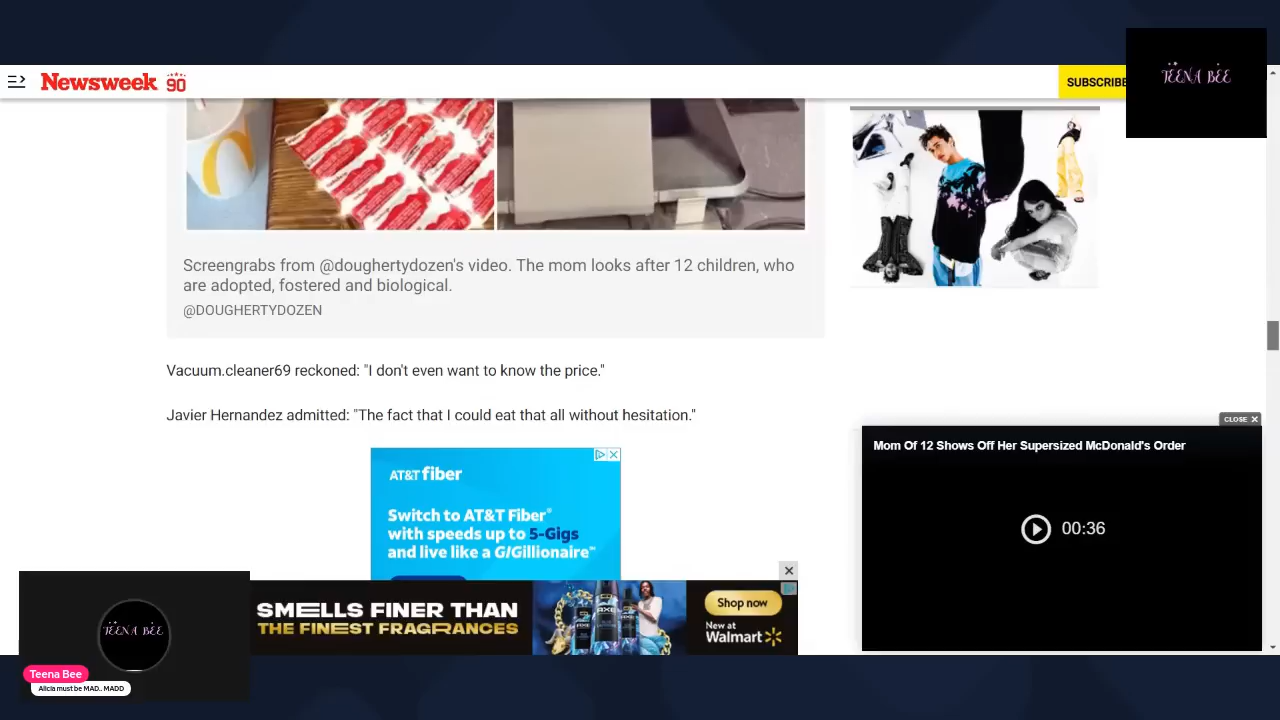 TEENA BEE
Newsweek 90
SUBSCRIBE
Screengrabs from @doughertydozen's video. The mom looks after 12 children, who
are adopted, fostered and biological.
@DOUGHERTYDOZEN
Vacuum.cleaner69 reckoned: "I don't even want to know the price."
Javier Hernandez admitted: "The fact that I could eat that all without hesitation."
CLOSE
Mom Of 12 Shows Off Her Supersized McDonald's Order
00:36
AT&T fiber
Switch to AT&T Fiber®
with speeds up to 5-Gigs
and live like a GIGillionaire℠
SMELLS FINER THAN
THE FINEST FRAGRANCES
AXE
AXE
AXE
Shop now
New at
Walmart
TEENA BEE
Teena Bee
Alicia must be MAD.. MADD